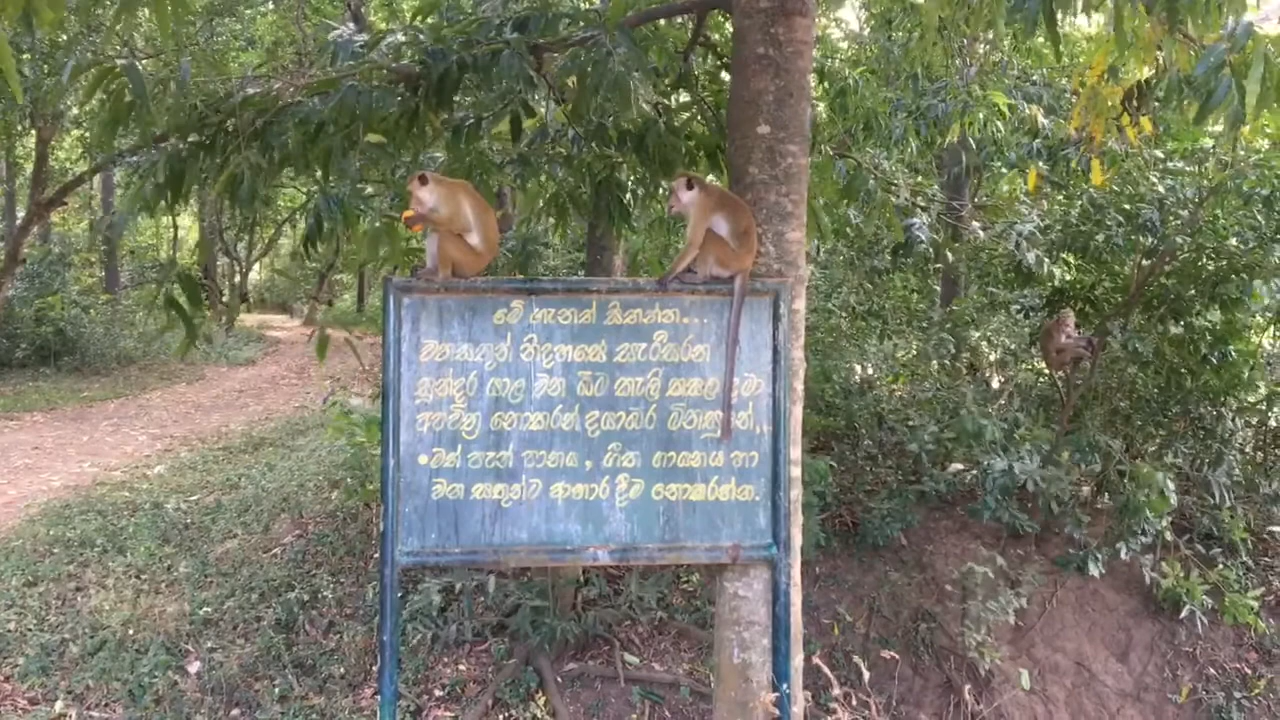 මේ ගැනත් සිතන්න...
වනසතුන් නිදහසේ සැරිසරන
සුන්දර යාල වන බිම කැලි කසල දමා
අපවිත්‍ර නොකරන් දයාබර මිනිසුනේ,.
•මත් පැන් පානය, ගීත ගායනය හා
වන සතුන්ට ආහාර දීම නොකරන්න.